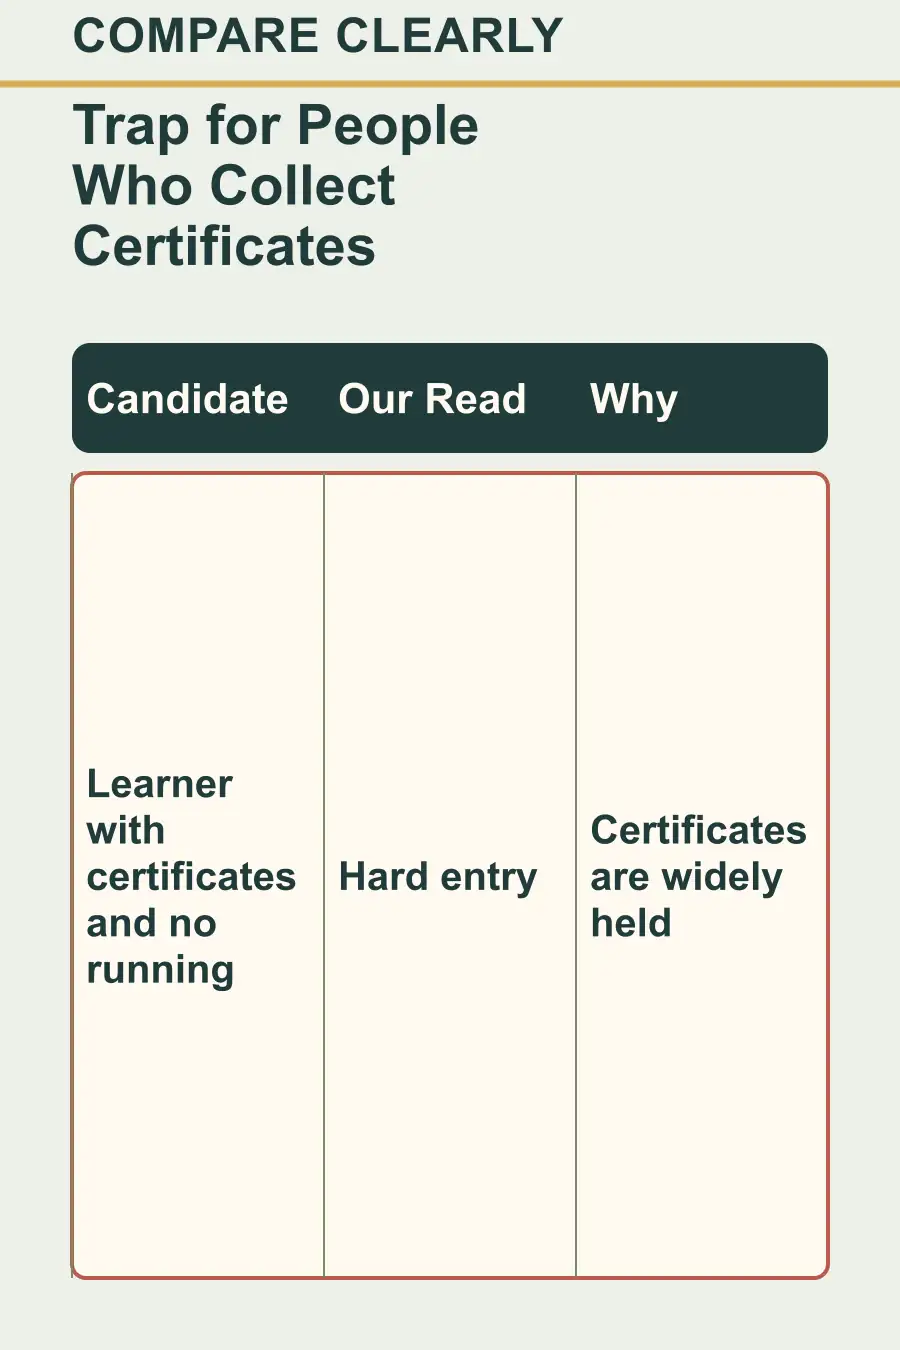 COMPARE CLEARLY
Trap for People
Who Collect
Certificates
Candidate
Our Read
Why
Learner
with
certificates
and no
running
Hard entry
Certificates
are widely
held